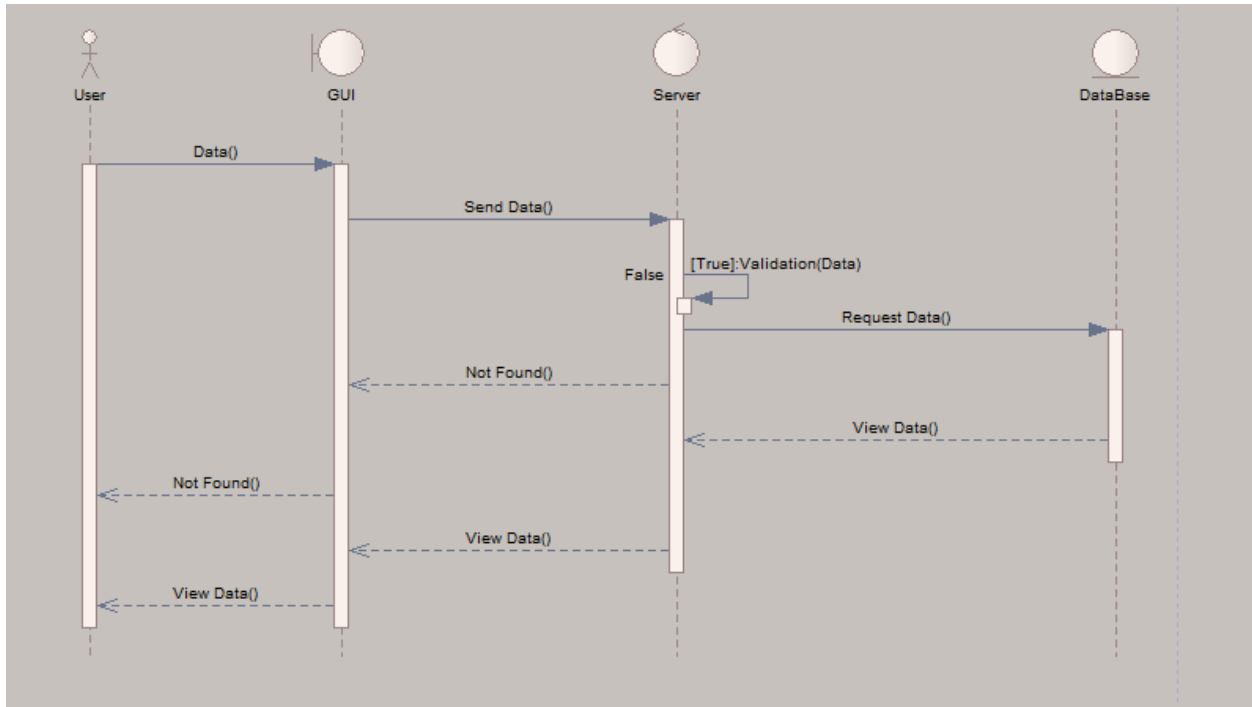 User
GUI
Server
DataBase
Data()
Send Data()
[True]:Validation(Data)
False
Request Data()
Not Found()
View Data()
Not Found()
View Data()
View Data()